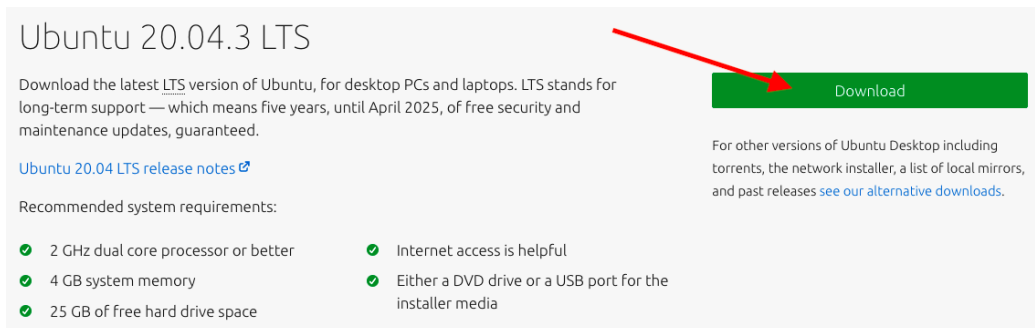 Ubuntu 20.04.3 LTS
Download the latest LTS version of Ubuntu, for desktop PCs and laptops. LTS stands for
long-term support — which means five years, until April 2025, of free security and
maintenance updates, guaranteed.
Ubuntu 20.04 LTS release notes
Recommended system requirements:
2 GHz dual core processor or better
4 GB system memory
25 GB of free hard drive space
Internet access is helpful
Either a DVD drive or a USB port for the
installer media
Download
For other versions of Ubuntu Desktop including
torrents, the network installer, a list of local mirrors,
and past releases see our alternative downloads.